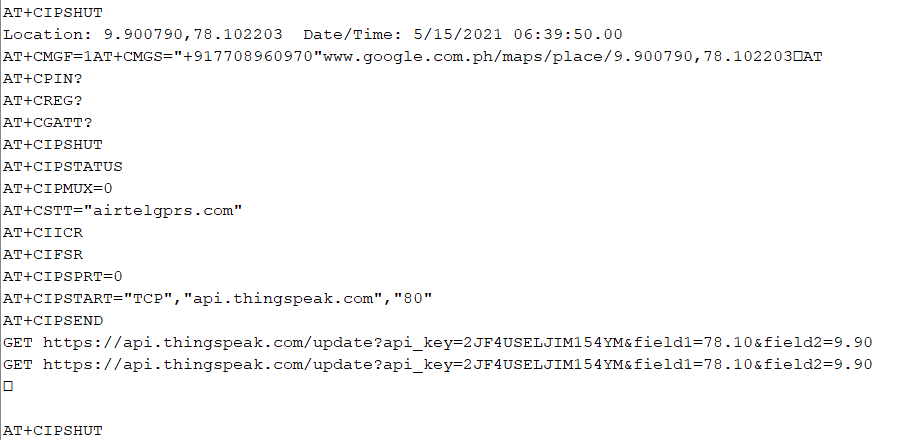 AT+CIPSHUT
Location: 9.900790,78.102203  Date/Time: 5/15/2021 06:39:50.00
AT+CMGF=1AT+CMGS="+917708960970"www.google.com.ph/maps/place/9.900790,78.102203□AT
AT+CPIN?
AT+CREG?
AT+CGATT?
AT+CIPSHUT
AT+CIPSTATUS
AT+CIPMUX=0
AT+CSTT="airtelgprs.com"
AT+CIICR
AT+CIFSR
AT+CIPSPRT=0
AT+CIPSTART="TCP","api.thingspeak.com","80"
AT+CIPSEND
GET https://api.thingspeak.com/update?api_key=2JF4USELJIM154YM&field1=78.10&field2=9.90
GET https://api.thingspeak.com/update?api_key=2JF4USELJIM154YM&field1=78.10&field2=9.90
□
AT+CIPSHUT